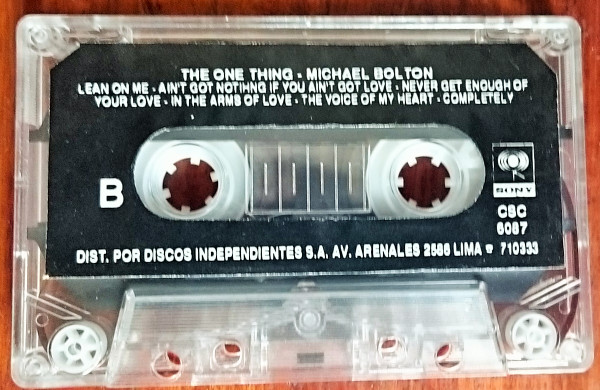 THE ONE THING - MICHAEL BOLTON
LEAN ON ME - AIN'T GOT NOTIHNG IF YOU AIN'T GOT LOVE - NEVER GET ENOUGH OF
YOUR LOVE - IN THE ARMS OF LOVE - THE VOICE OF MY HEART - COMPLETELY
B
SONY
CSC
6087
DIST. POR DISCOS INDEPENDIENTES S.A. AV. ARENALES 2586 LIMA ☎ 710333